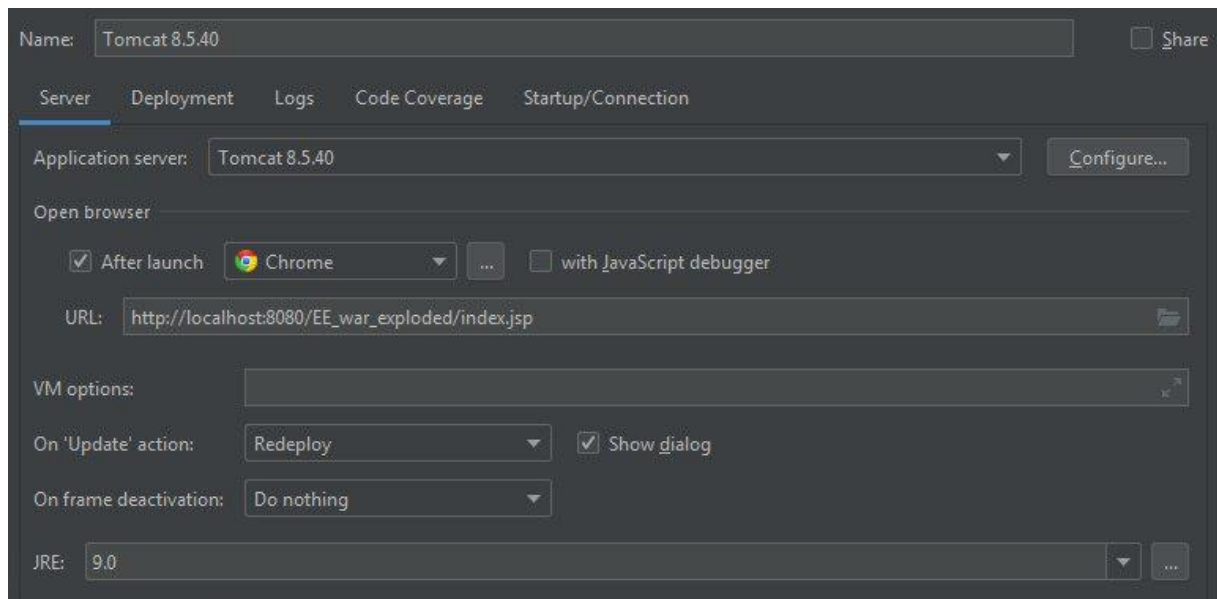 Name: Tomcat 8.5.40 Share
Server Deployment Logs Code Coverage Startup/Connection
Application server: Tomcat 8.5.40 Configure...
Open browser
After launch Chrome ... with JavaScript debugger
URL: http://localhost:8080/EE_war_exploded/index.jsp
VM options:
On 'Update' action: Redeploy Show dialog
On frame deactivation: Do nothing
JRE: 9.0 ...